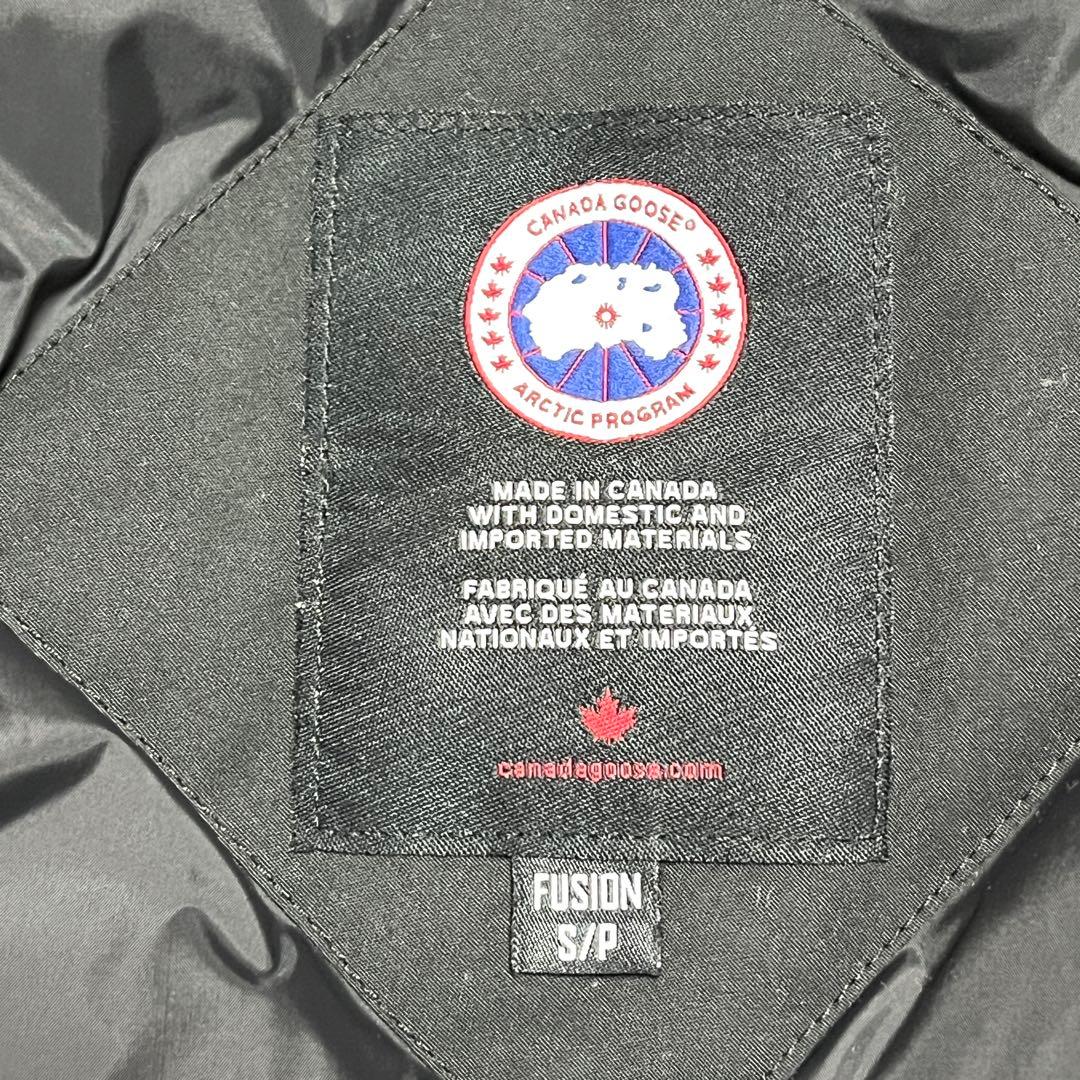 CANADA GOOSE®
ARCTIC PROGRAM
MADE IN CANADA
WITH DOMESTIC AND
IMPORTED MATERIALS
FABRIQUÉ AU CANADA
AVEC DES MATERIAUX
NATIONAUX ET IMPORTÉS
canadagoose.com
FUSION
S/P